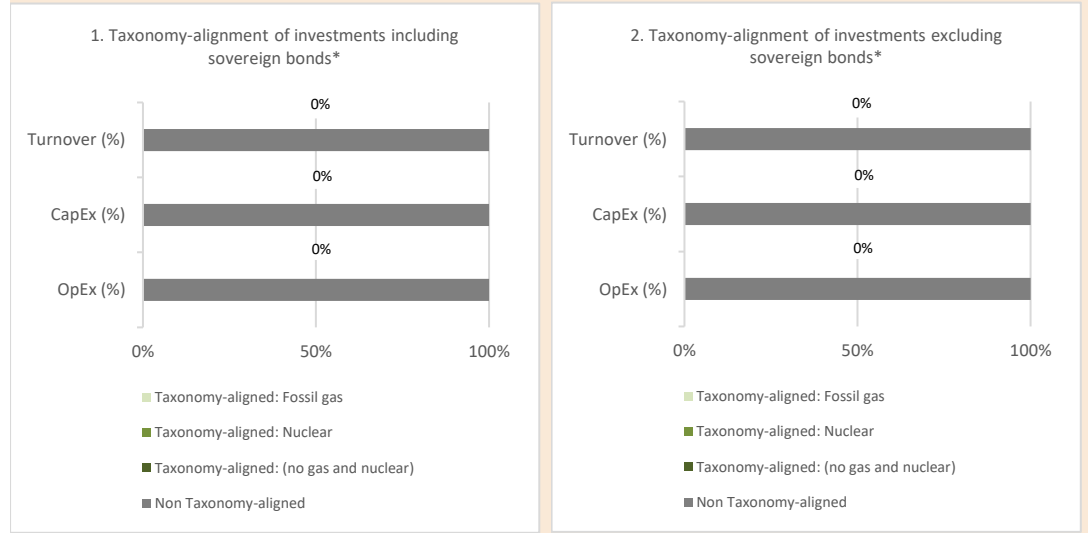 1. Taxonomy-alignment of investments including
sovereign bonds*
0%
Turnover (%)
0%
CapEx (%)
0%
OpEx (%)
0%
50%
100%
Taxonomy-aligned: Fossil gas
Taxonomy-aligned: Nuclear
Taxonomy-aligned: (no gas and nuclear)
Non Taxonomy-aligned
2. Taxonomy-alignment of investments excluding
sovereign bonds*
0%
Turnover (%)
0%
CapEx (%)
0%
OpEx (%)
0%
50%
100%
Taxonomy-aligned: Fossil gas
Taxonomy-aligned: Nuclear
Taxonomy-aligned: (no gas and nuclear)
Non Taxonomy-aligned